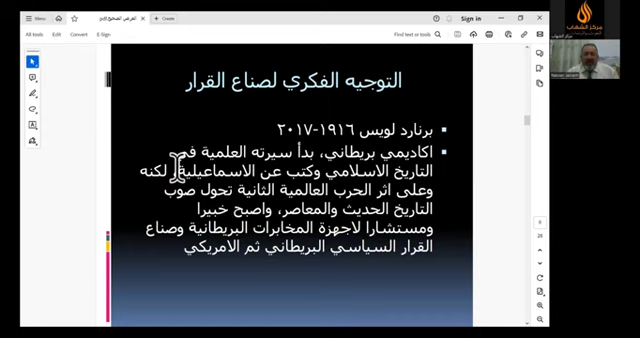 Menu
العرض الصحيح.pdf
Create
Sign in
All tools
Edit
Convert
E-Sign
Find text or tools
مركز الشهاب
مركز الشهاب
التوجيه الفكري لصناع القرار
برنارد لويس ١٩١٦-٢٠١٧
اكاديمي بريطاني، بدأ سيرته العلمية في
التاريخ الاسلامي وكتب عن الاسماعيلية، لكنه
وعلى اثر الحرب العالمية الثانية تحول صوب
التاريخ الحديث والمعاصر، واصبح خبيرا
ومستشارا لاجهزة المخابرات البريطانية وصناع
القرار السياسي البريطاني ثم الامريكي